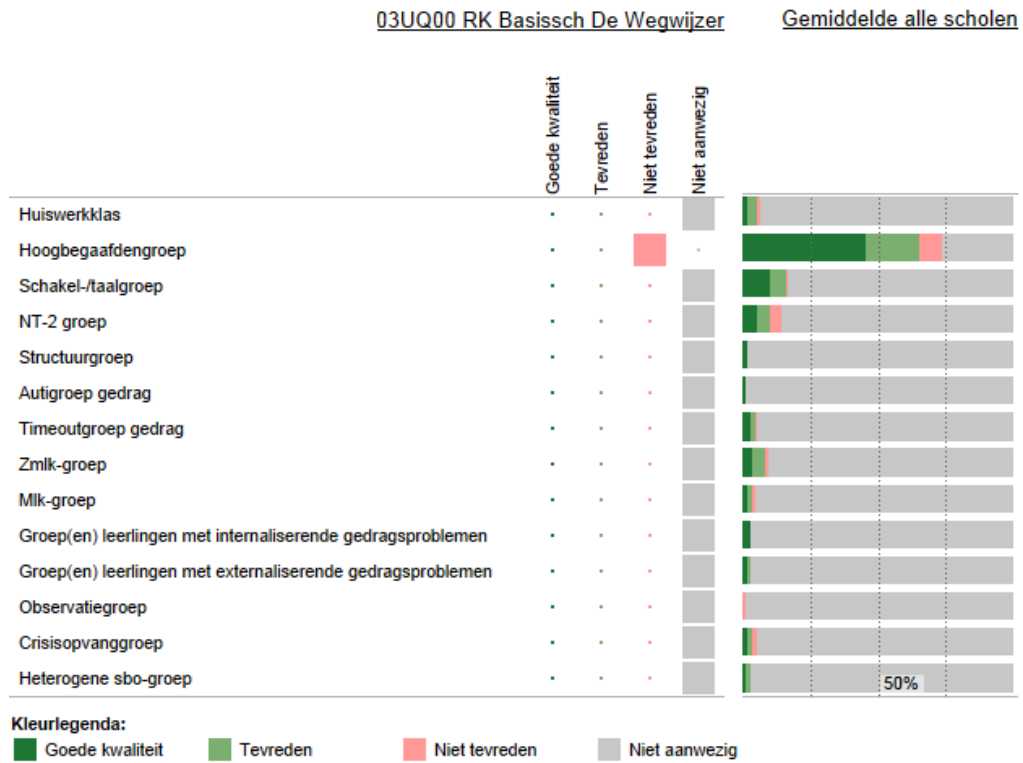 03UQ00 RK Basissch De Wegwijzer Gemiddelde alle scholen
Goede kwaliteit
Tevreden
Niet tevreden
Niet aanwezig
Huiswerkklas
Hoogbegaafdengroep
Schakel-/taalgroep
NT-2 groep
Structuurgroep
Autigroep gedrag
Timeoutgroep gedrag
Zmlk-groep
Mlk-groep
Groep(en) leerlingen met internaliserende gedragsproblemen
Groep(en) leerlingen met externaliserende gedragsproblemen
Observatiegroep
Crisisopvanggroep
Heterogene sbo-groep 50%
Kleurlegenda:
Goede kwaliteit Tevreden Niet tevreden Niet aanwezig